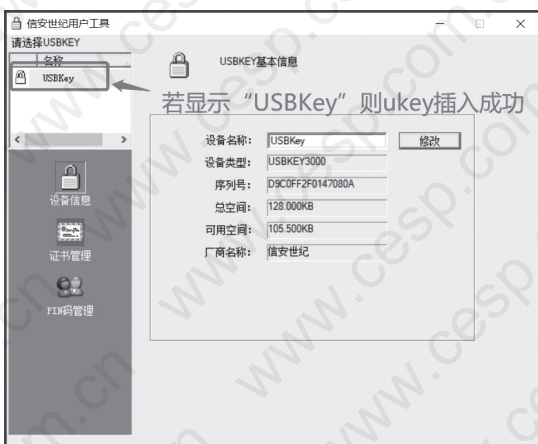 信安世纪用户工具
请选择USBKEY
名称
USBKey
USBKEY基本信息
若显示“USBKey”则ukey插入成功
设备名称: USBKey 修改
设备类型: USBKEY3000
序列号: D9C0FF2F0147080A
总空间: 128.000KB
可用空间: 105.500KB
厂商名称: 信安世纪
设备信息
证书管理
PIN码管理
www.cesp.com.cn